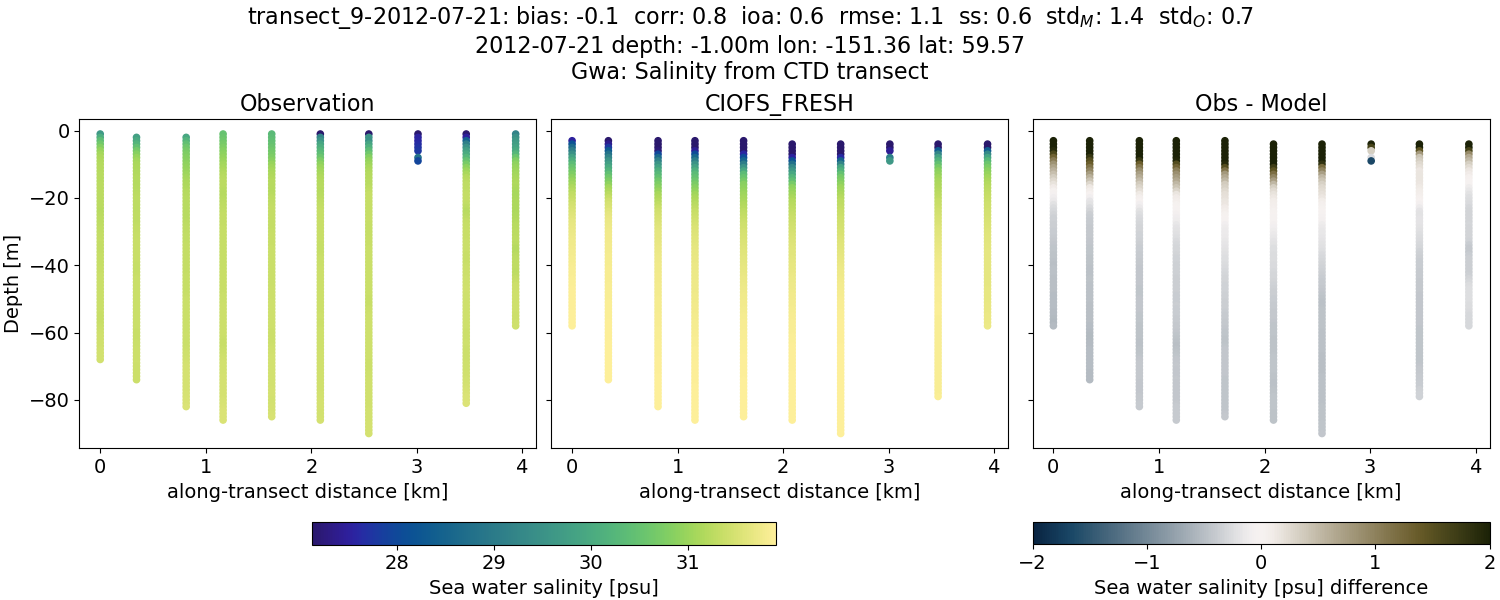 transect_9-2012-07-21: bias: -0.1 corr: 0.8 ioa: 0.6 rmse: 1.1 ss: 0.6 std_M: 1.4 std_O: 0.7
2012-07-21 depth: -1.00m lon: -151.36 lat: 59.57
Gwa: Salinity from CTD transect
Observation
CIOFS_FRESH
Obs - Model
Depth [m]
0
−20
−40
−60
−80
0 1 2 3 4
0 1 2 3 4
0 1 2 3 4
along-transect distance [km]
along-transect distance [km]
along-transect distance [km]
28 29 30 31
Sea water salinity [psu]
−2 −1 0 1 2
Sea water salinity [psu] difference